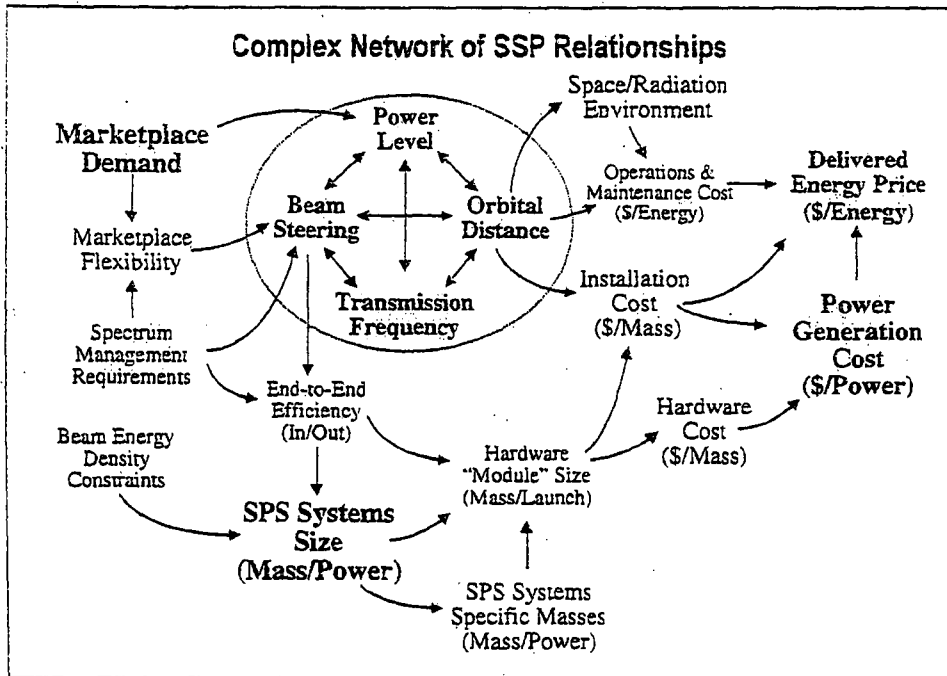 Complex Network of SSP Relationships
Marketplace
Demand
Marketplace
Flexibility
Spectrum
Management
Requirements
Beam Energy
Density
Constraints
Power
Level
Beam
Steering
Orbital
Distance
Transmission
Frequency
End-to-End
Efficiency
(In/Out)
SPS Systems
Size
(Mass/Power)
Space/Radiation
Environment
Operations &
Maintenance Cost
($/Energy)
Installation
Cost
($/Mass)
Hardware
"Module" Size
(Mass/Launch)
SPS Systems
Specific Masses
(Mass/Power)
Hardware
Cost
($/Mass)
Delivered
Energy Price
($/Energy)
Power
Generation
Cost
($/Power)